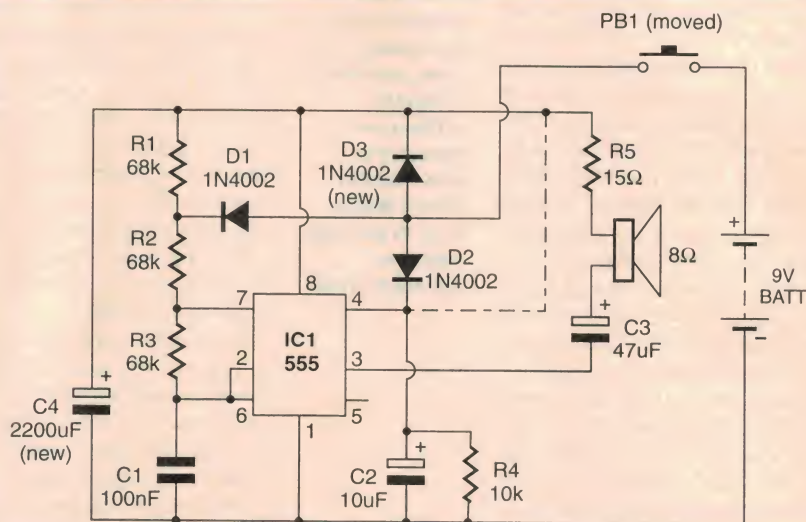 PB1 (moved)
R1
68k
D1
1N4002
D3
1N4002
(new)
R5
15Ω
R2
68k
D2
1N4002
8Ω
+
9V
BATT
-
7
8
4
R3
68k
2
IC1
555
3
6
5
1
+
C3
47uF
C4
2200uF
(new)
+
C1
100nF
C2
10uF
+
R4
10k